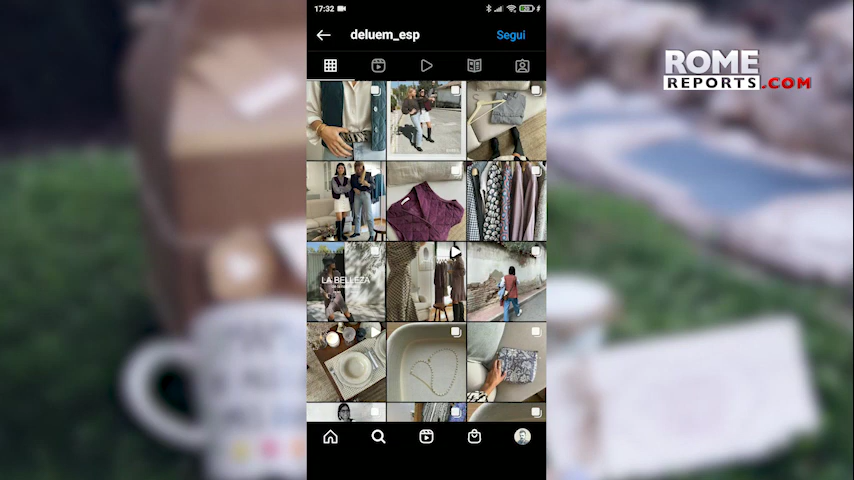 17:32
deluem_esp
Segui
ROME
REPORTS.COM
LA BELLEZA